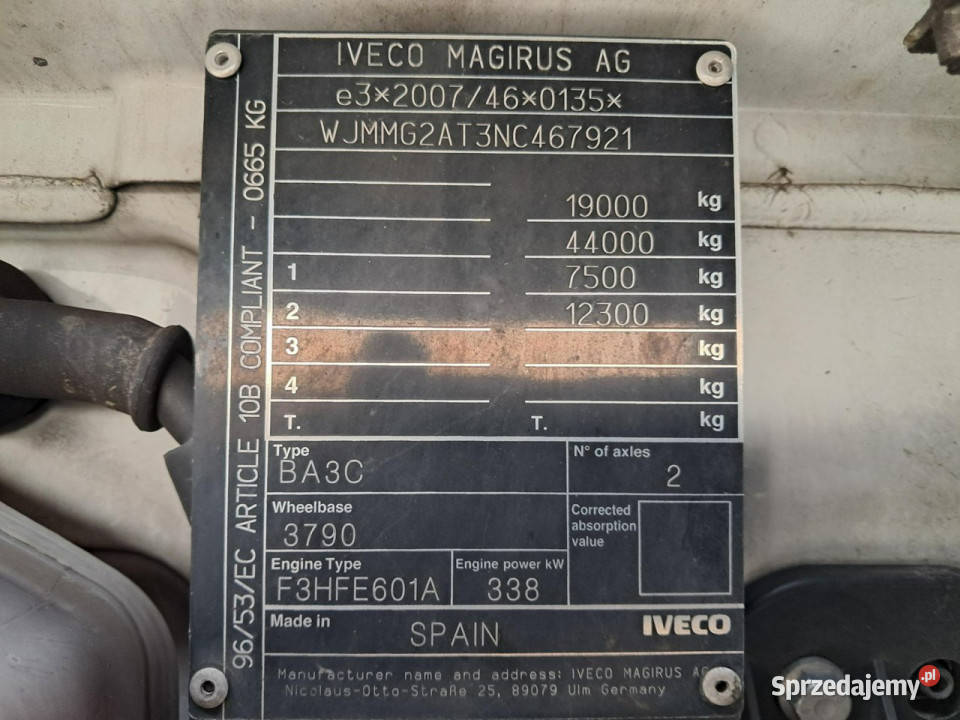 IVECO MAGIRUS AG
e3*2007/46*0135*
WJMMG2AT3NC467921
19000 kg
44000 kg
1 7500 kg
2 12300 kg
3 kg
4 kg
T. T. kg
Type
BA3C
N° of axles
2
Wheelbase
3790
Corrected
absorption
value
Engine Type
F3HFE601A
Engine power kW
338
Made in
SPAIN
IVECO
Manufacturer name and address: IVECO MAGIRUS AG
Nicolaus-Otto-Straße 25, 89079 Ulm Germany
96/53/EC ARTICLE 10B COMPLIANT - 0665 KG
Sprzedajemy.pl